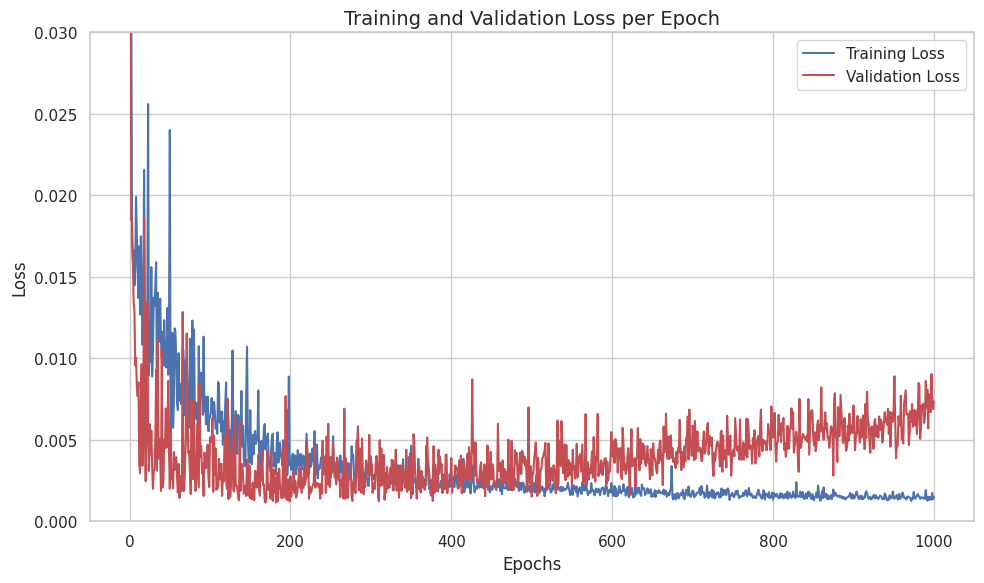 Training and Validation Loss per Epoch
0.030
Training Loss
Validation Loss
0.025
0.020
Loss
0.015
0.010
0.005
0.000
0
200
400
600
800
1000
Epochs